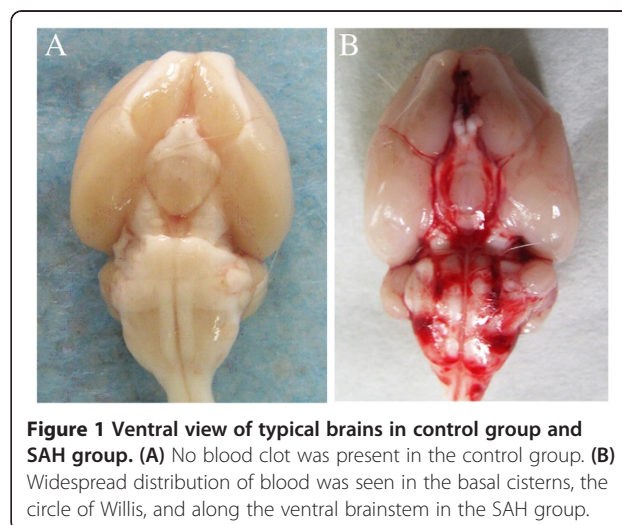 A
B
Figure 1 Ventral view of typical brains in control group and
SAH group. (A) No blood clot was present in the control group. (B)
Widespread distribution of blood was seen in the basal cisterns, the
circle of Willis, and along the ventral brainstem in the SAH group.